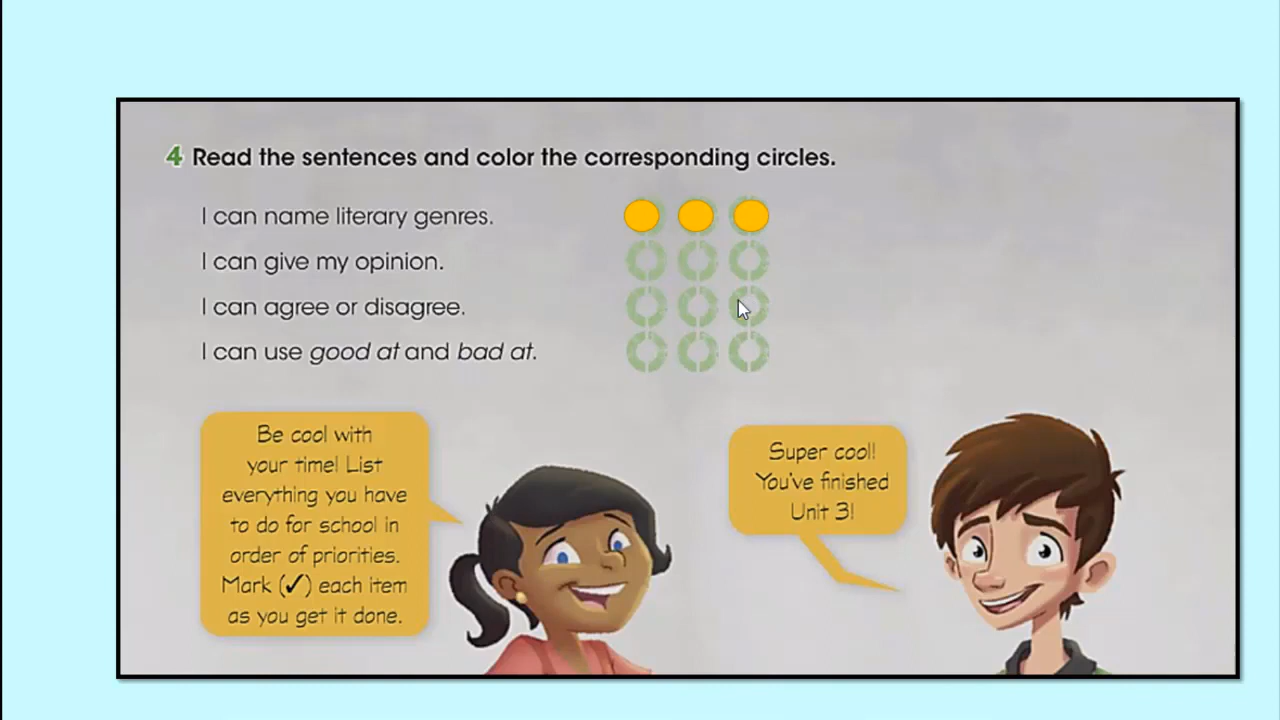 4 Read the sentences and color the corresponding circles.
I can name literary genres.
I can give my opinion.
I can agree or disagree.
I can use good at and bad at.
Be cool with
your time! List
everything you have
to do for school in
order of priorities.
Mark (✓) each item
as you get it done.
Super cool!
You've finished
Unit 3!